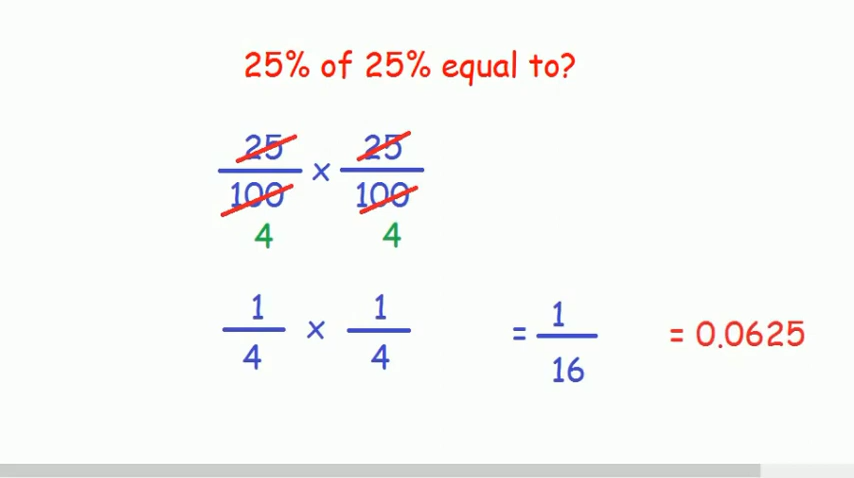 25% of 25% equal to?
25 × 25
100 100
4 4
1 × 1 = 1 = 0.0625
4 4 16